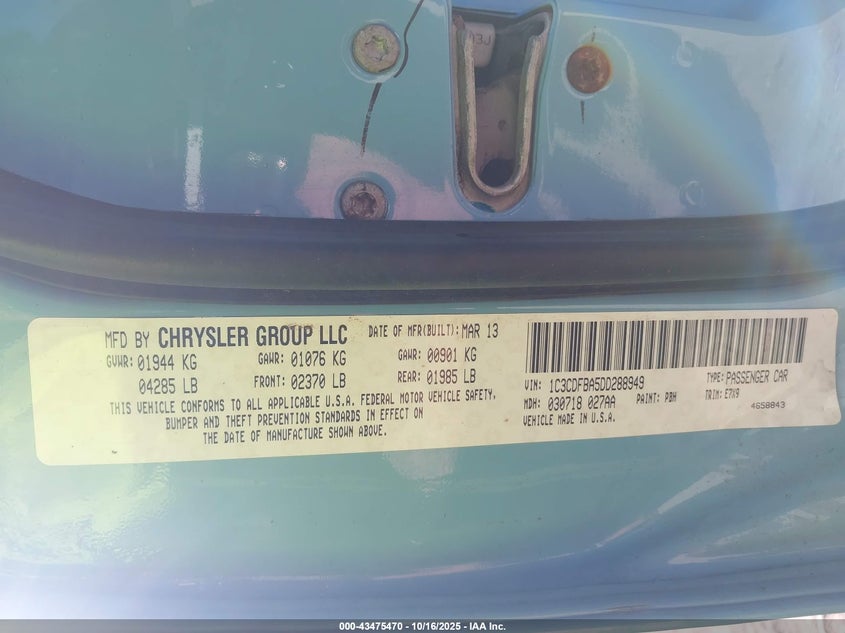 03J
MFD BY CHRYSLER GROUP LLC
DATE OF MFR(BUILT): MAR 13
GVWR: 01944 KG
GAWR: 01076 KG
GAWR: 00901 KG
04285 LB
FRONT: 02370 LB
REAR: 01985 LB
THIS VEHICLE CONFORMS TO ALL APPLICABLE U.S.A. FEDERAL MOTOR VEHICLE SAFETY,
BUMPER AND THEFT PREVENTION STANDARDS IN EFFECT ON
THE DATE OF MANUFACTURE SHOWN ABOVE.
VIN: 1C3CDFBA5DD288949
TYPE: PASSENGER CAR
MDH: 030718 027AA
PAINT: PBH
TRIM: E7X9
VEHICLE MADE IN U.S.A.
4658843
000-43475470 - 10/16/2025 - IAA Inc.